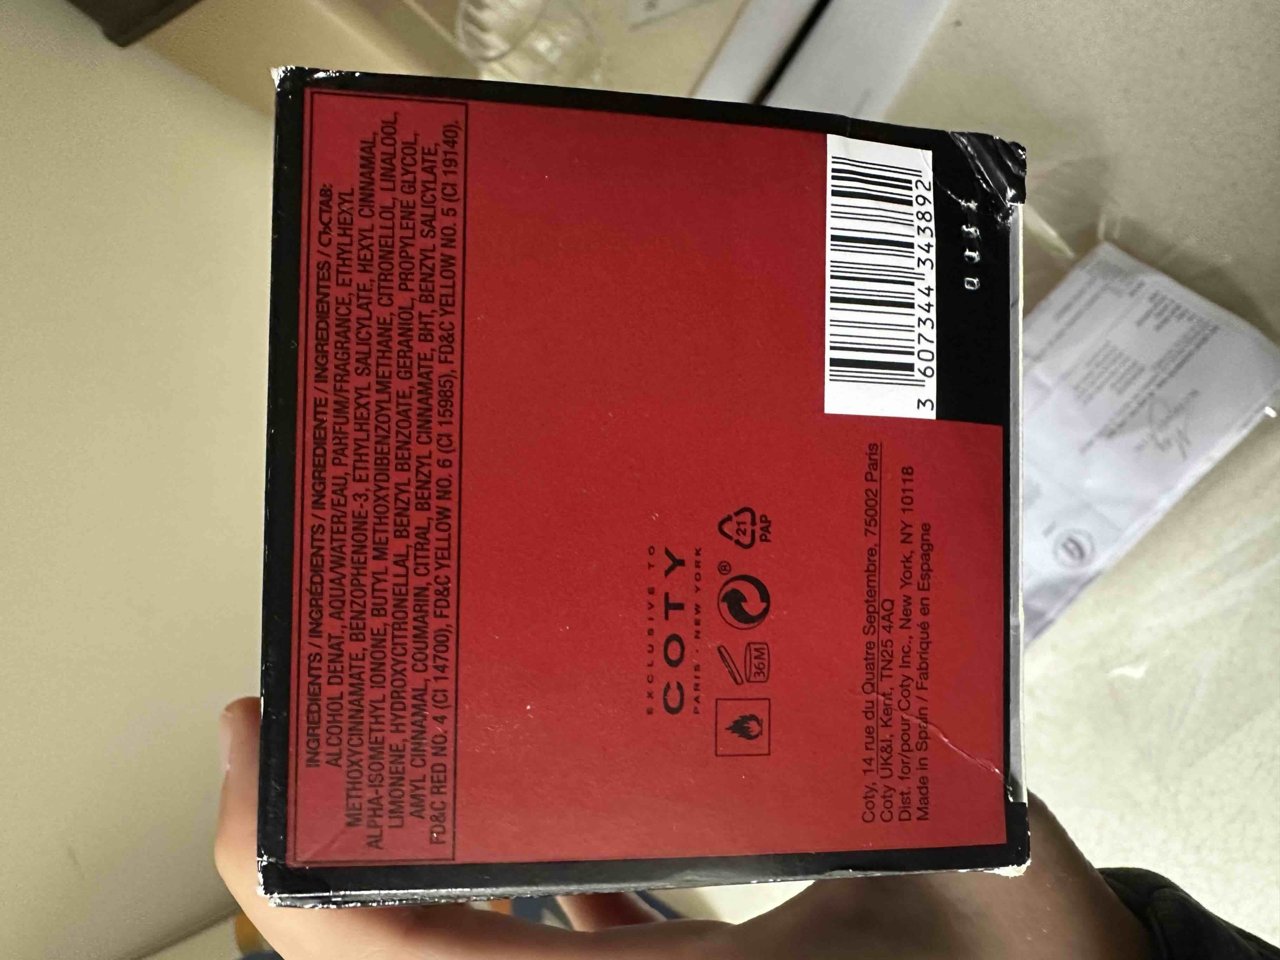 INGREDIENTS / INGRÉDIENTS / INGREDIENTE / INGREDIENTES / СЪСТАВ:
ALCOHOL DENAT., AQUA/WATER/EAU, PARFUM/FRAGRANCE, ETHYLHEXYL
METHOXYCINNAMATE, BENZOPHENONE-3, ETHYLHEXYL SALICYLATE, HEXYL CINNAMAL,
ALPHA-ISOMETHYL IONONE, BUTYL METHOXYDIBENZOYLMETHANE, CITRONELLOL, LINALOOL,
LIMONENE, HYDROXYCITRONELLAL, BENZYL BENZOATE, GERANIOL, PROPYLENE GLYCOL,
AMYL CINNAMAL, COUMARIN, CITRAL, BENZYL CINNAMATE, BHT, BENZYL SALICYLATE,
FD&C RED NO. 4 (CI 14700), FD&C YELLOW NO. 6 (CI 15985), FD&C YELLOW NO. 5 (CI 19140).
EXCLUSIVE TO
COTY
PARIS · NEW YORK
36M
®
21
PAP
Coty, 14 rue du Quatre Septembre, 75002 Paris
Coty UK&I, Kent, TN25 4AQ
Dist. for/pour Coty Inc., New York, NY 10118
Made in Spain / Fabriqué en Espagne
3 607344 343892